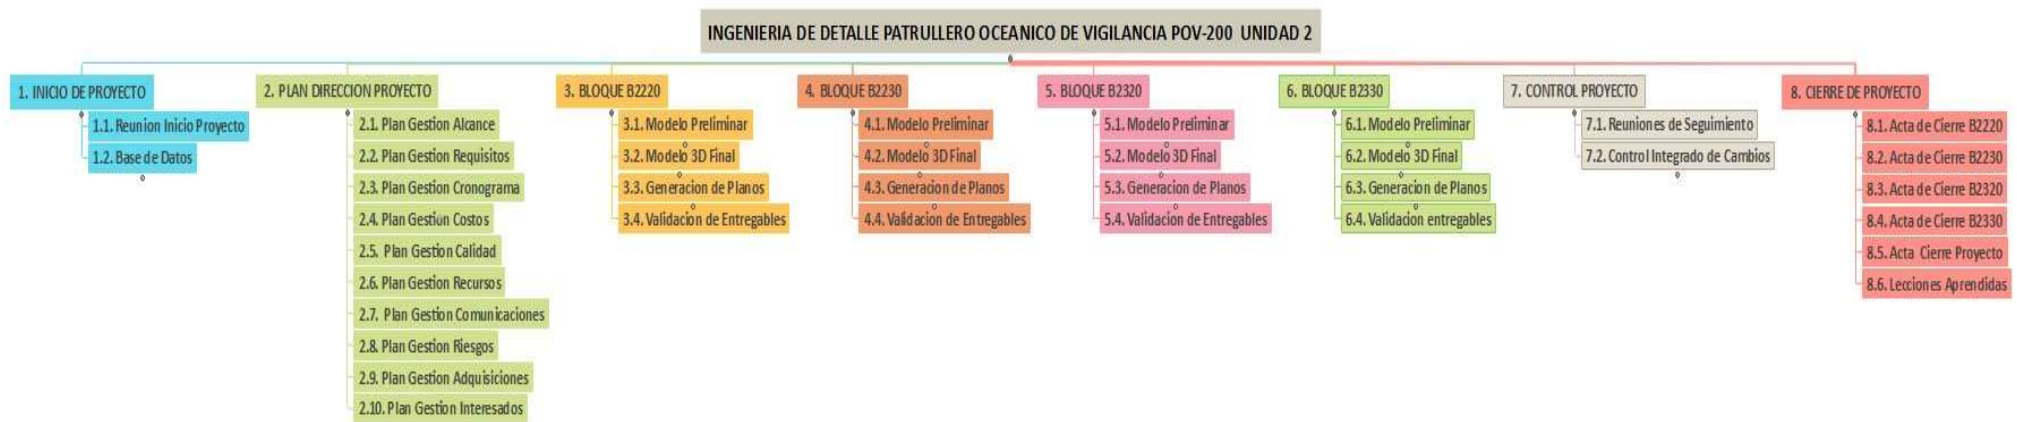 INGENIERIA DE DETALLE PATRULLERO OCEANICO DE VIGILANCIA POV-200 UNIDAD 2
1. INICIO DE PROYECTO
1.1. Reunion Inicio Proyecto
1.2. Base de Datos
2. PLAN DIRECCION PROYECTO
2.1. Plan Gestion Alcance
2.2. Plan Gestion Requisitos
2.3. Plan Gestion Cronograma
2.4. Plan Gestion Costos
2.5. Plan Gestion Calidad
2.6. Plan Gestion Recursos
2.7. Plan Gestion Comunicaciones
2.8. Plan Gestion Riesgos
2.9. Plan Gestion Adquisiciones
2.10. Plan Gestion Interesados
3. BLOQUE B2220
3.1. Modelo Preliminar
3.2. Modelo 3D Final
3.3. Generacion de Planos
3.4. Validacion de Entregables
4. BLOQUE B2230
4.1. Modelo Preliminar
4.2. Modelo 3D Final
4.3. Generacion de Planos
4.4. Validacion de Entregables
5. BLOQUE B2320
5.1. Modelo Preliminar
5.2. Modelo 3D Final
5.3. Generacion de Planos
5.4. Validacion de Entregables
6. BLOQUE B2330
6.1. Modelo Preliminar
6.2. Modelo 3D Final
6.3. Generacion de Planos
6.4. Validacion entregables
7. CONTROL PROYECTO
7.1. Reuniones de Seguimiento
7.2. Control Integrado de Cambios
8. CIERRE DE PROYECTO
8.1. Acta de Cierre B2220
8.2. Acta de Cierre B2230
8.3. Acta de Cierre B2320
8.4. Acta de Cierre B2330
8.5. Acta Cierre Proyecto
8.6. Lecciones Aprendidas